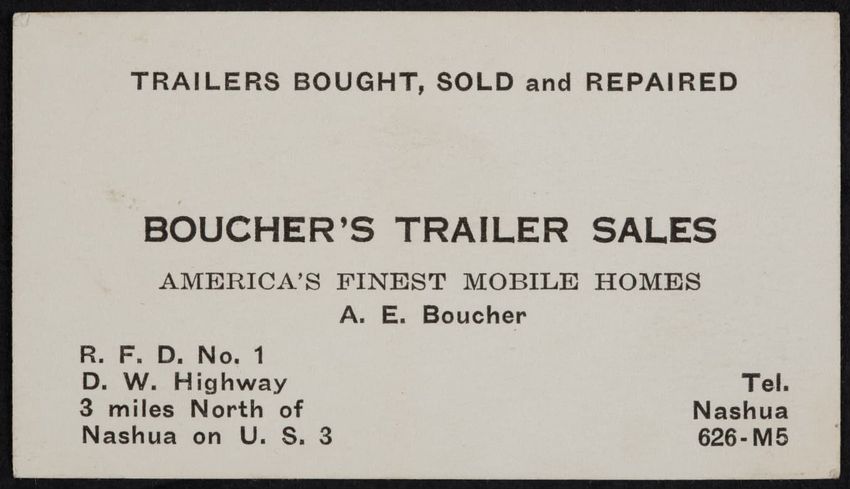 TRAILERS BOUGHT, SOLD and REPAIRED
BOUCHER'S TRAILER SALES
AMERICA'S FINEST MOBILE HOMES
A. E. Boucher
R. F. D. No. 1
D. W. Highway
3 miles North of
Nashua on U. S. 3
Tel.
Nashua
626-M5